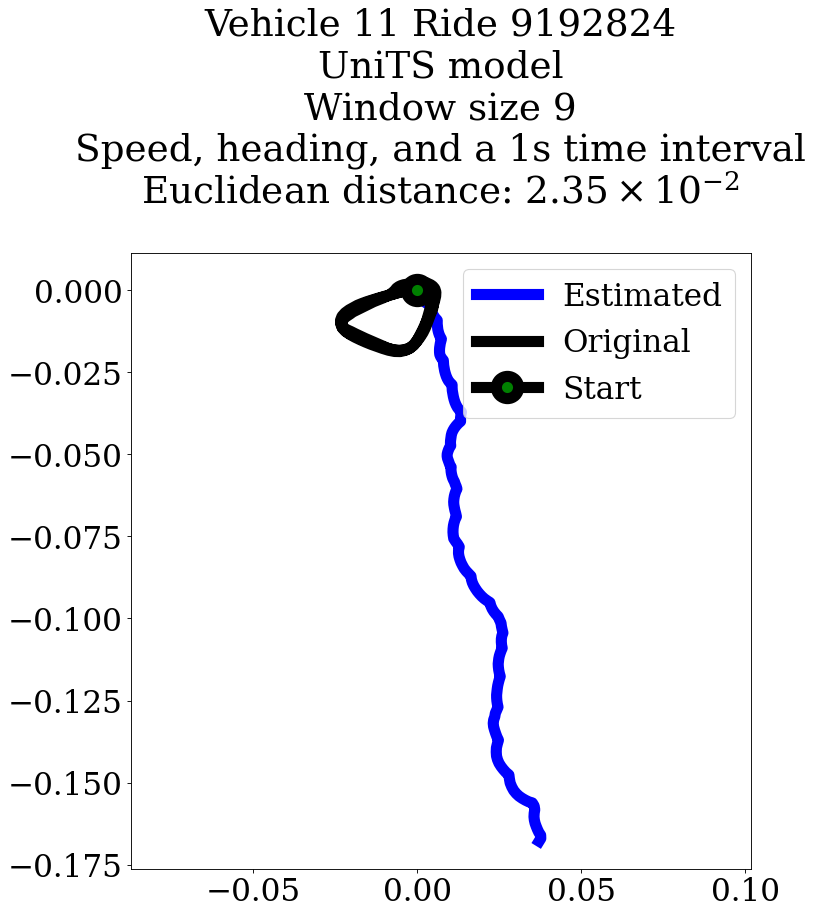 Vehicle 11 Ride 9192824
UniTS model
Window size 9
Speed, heading, and a 1s time interval
Euclidean distance: 2.35 × 10⁻²
Estimated
Original
Start
0.000
−0.025
−0.050
−0.075
−0.100
−0.125
−0.150
−0.175
−0.05 0.00 0.05 0.10